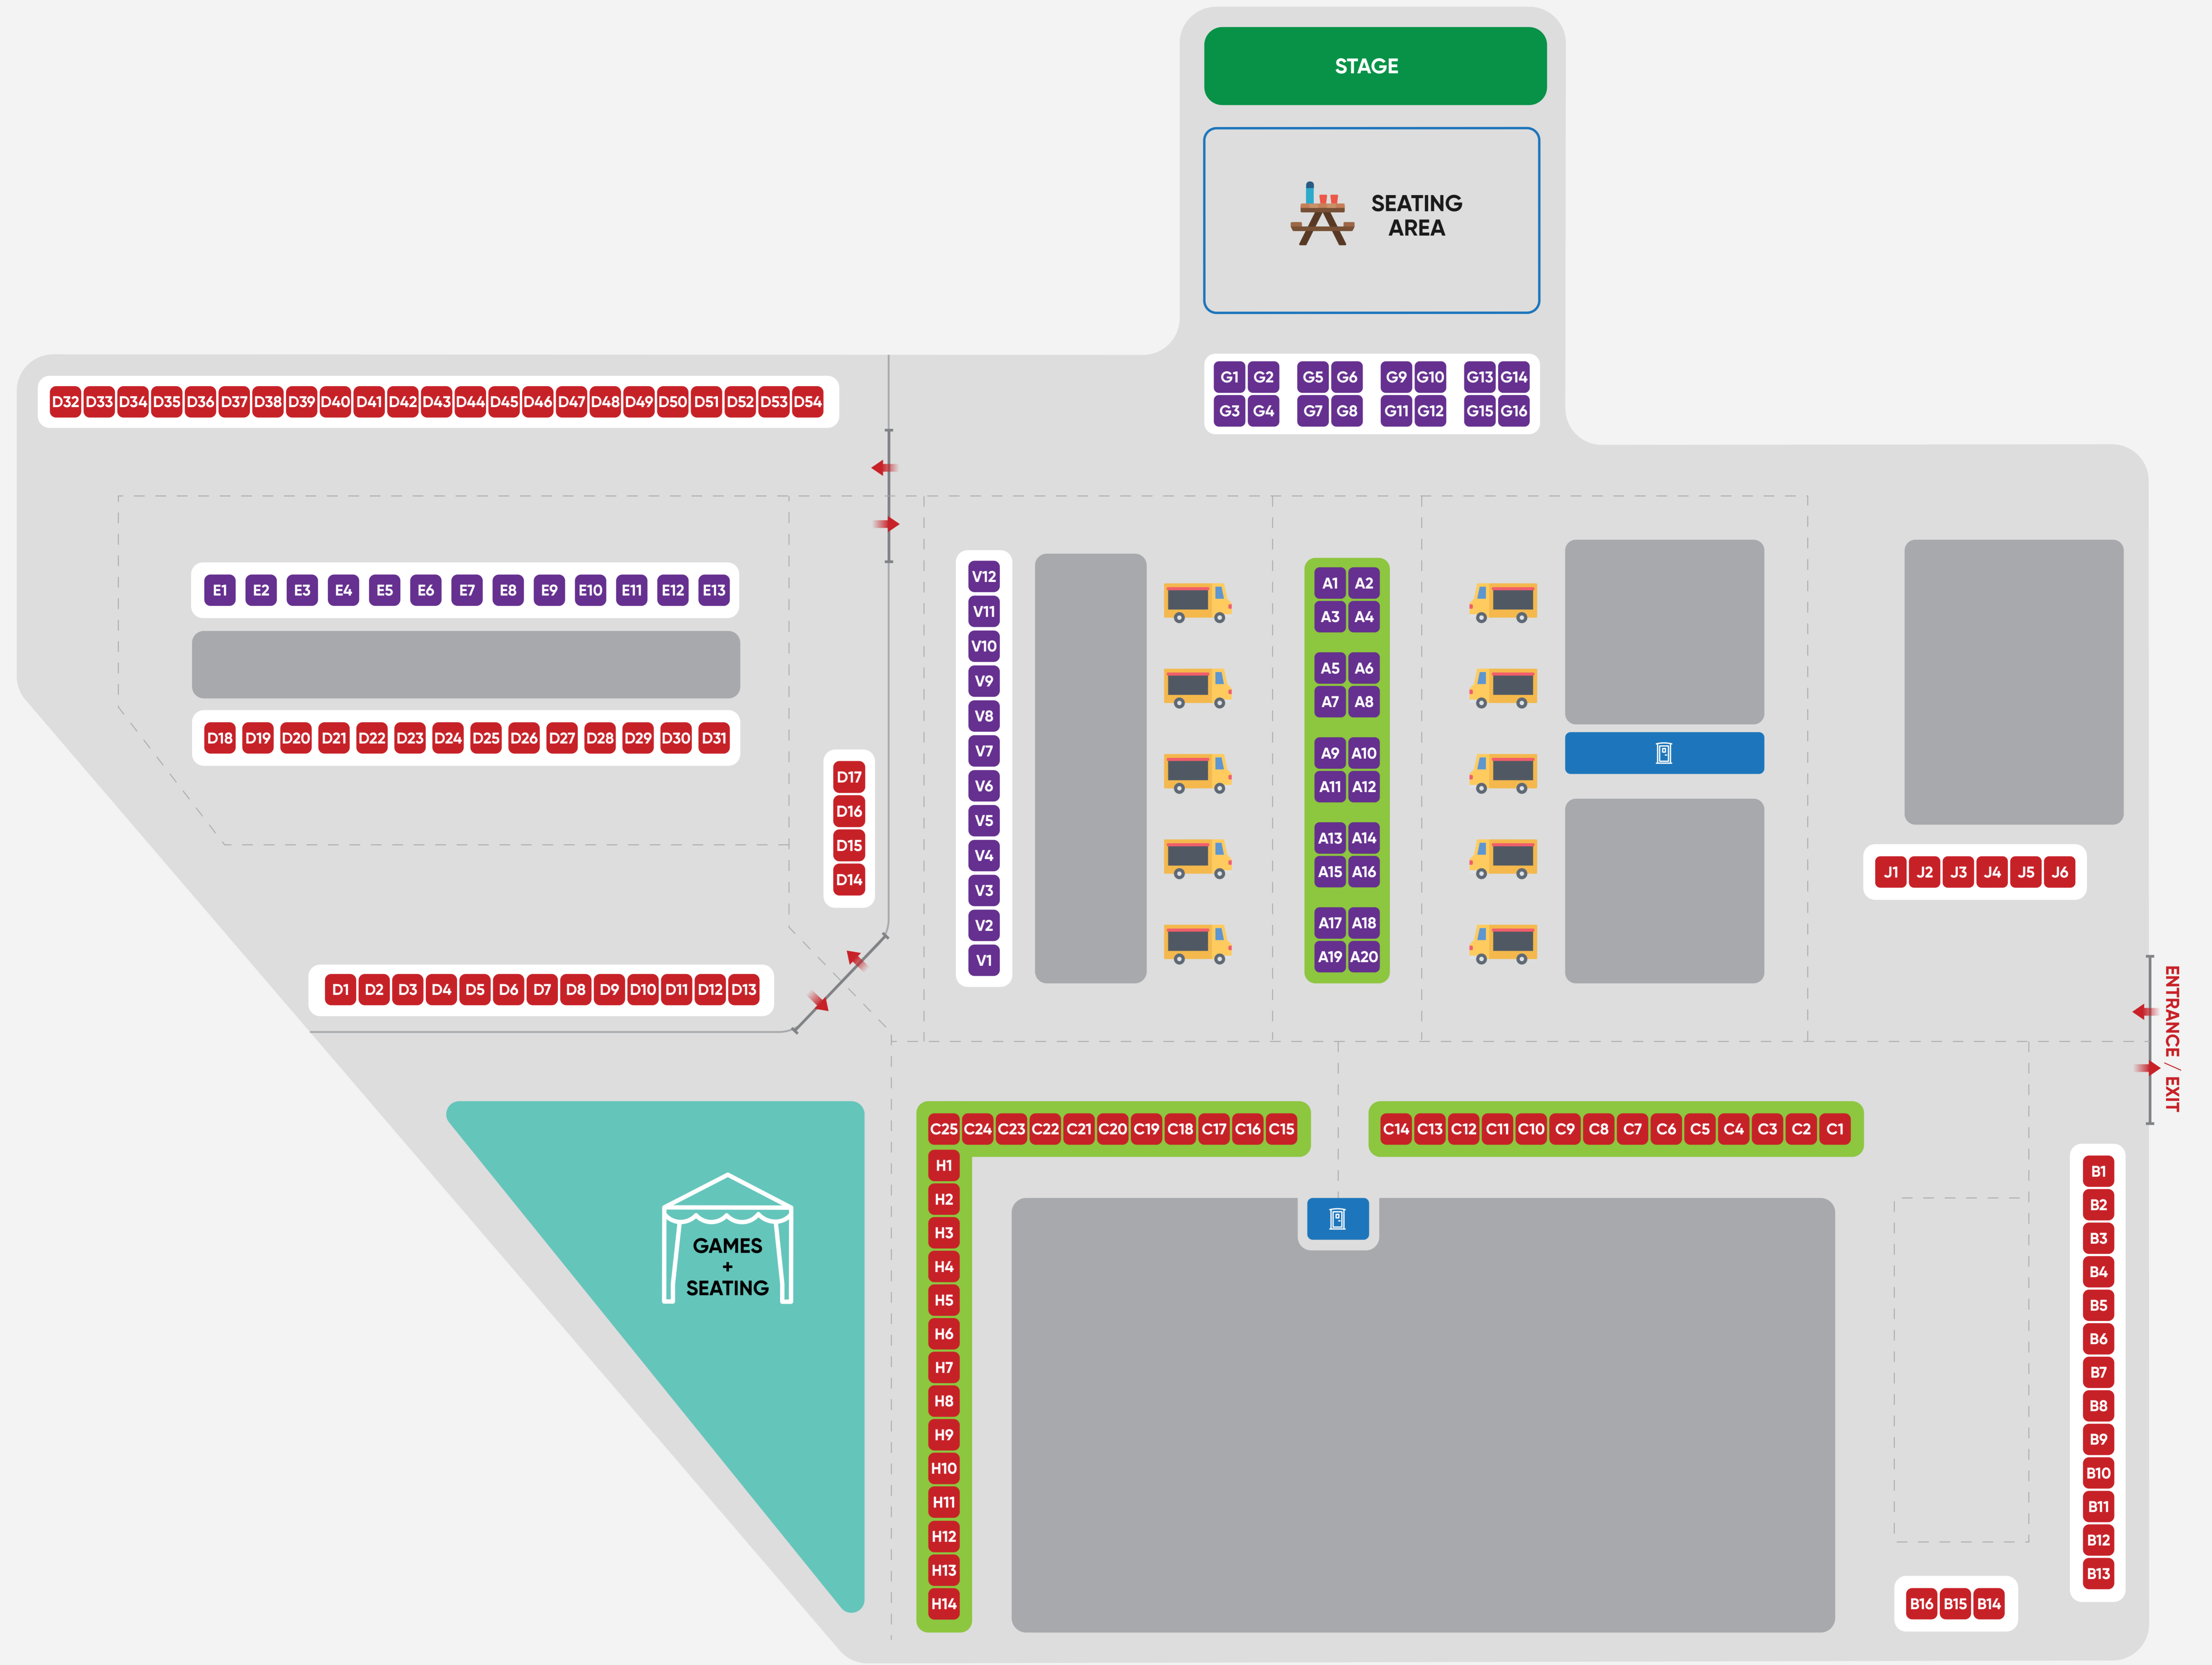 STAGE
SEATING
AREA
G1 G2 G5 G6 G9 G10 G13 G14
G3 G4 G7 G8 G11 G12 G15 G16
D32 D33 D34 D35 D36 D37 D38 D39 D40 D41 D42 D43 D44 D45 D46 D47 D48 D49 D50 D51 D52 D53 D54
E1 E2 E3 E4 E5 E6 E7 E8 E9 E10 E11 E12 E13
D18 D19 D20 D21 D22 D23 D24 D25 D26 D27 D28 D29 D30 D31
D17
D16
D15
D14
D1 D2 D3 D4 D5 D6 D7 D8 D9 D10 D11 D12 D13
V12
V11
V10
V9
V8
V7
V6
V5
V4
V3
V2
V1
A1 A2
A3 A4
A5 A6
A7 A8
A9 A10
A11 A12
A13 A14
A15 A16
A17 A18
A19 A20
J1 J2 J3 J4 J5 J6
ENTRANCE / EXIT
GAMES
+
SEATING
C25 C24 C23 C22 C21 C20 C19 C18 C17 C16 C15
C14 C13 C12 C11 C10 C9 C8 C7 C6 C5 C4 C3 C2 C1
H1
H2
H3
H4
H5
H6
H7
H8
H9
H10
H11
H12
H13
H14
B1
B2
B3
B4
B5
B6
B7
B8
B9
B10
B11
B12
B13
B16 B15 B14